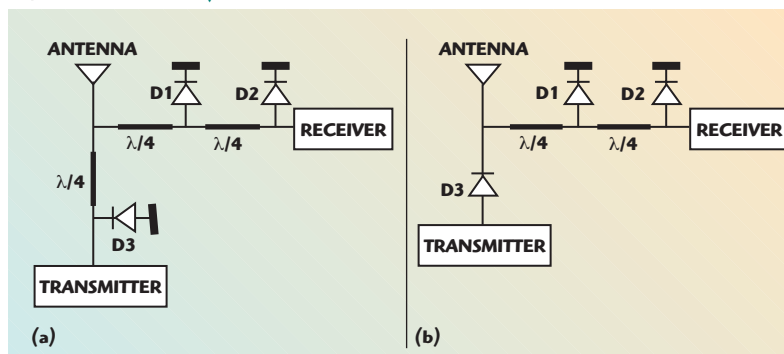 ANTENNA
D1
D2
RECEIVER
λ/4
λ/4
λ/4
D3
TRANSMITTER
(a)
ANTENNA
D1
D2
RECEIVER
λ/4
λ/4
D3
TRANSMITTER
(b)